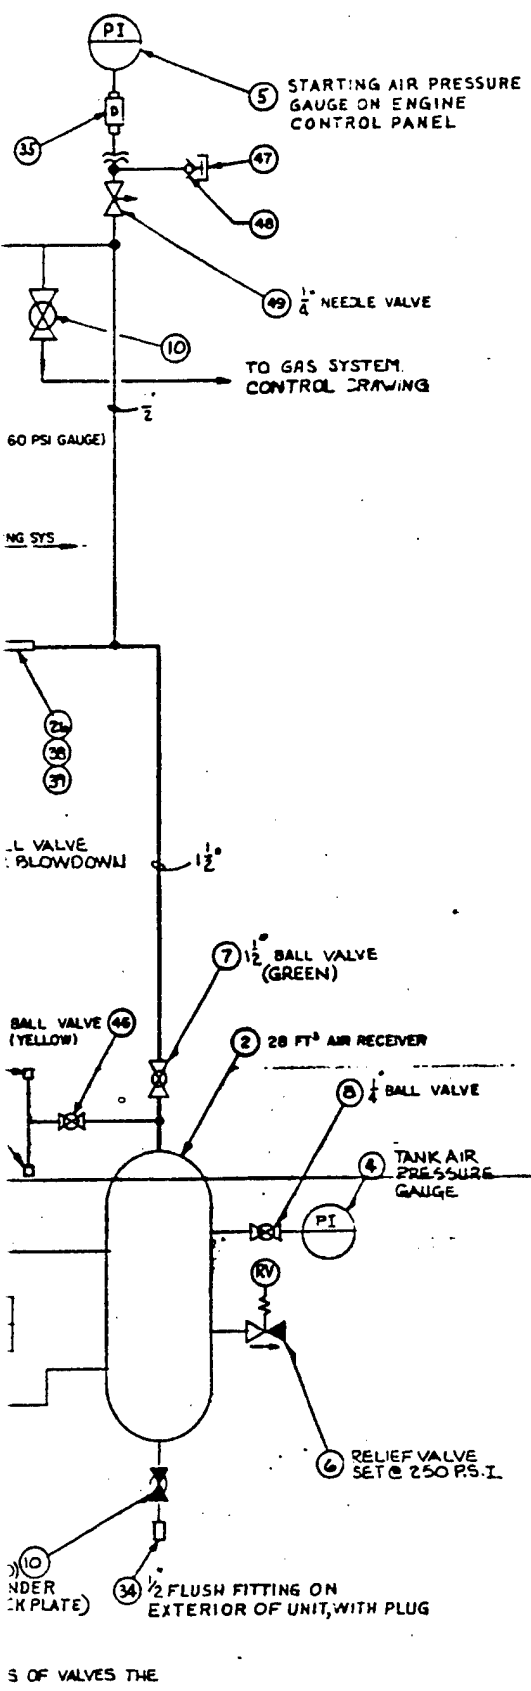 PI
5 STARTING AIR PRESSURE
GAUGE ON ENGINE
CONTROL PANEL
D
35
47
48
49 1/4" NEEDLE VALVE
10
TO GAS SYSTEM.
CONTROL DRAWING
1/2
60 PSI GAUGE)
NG SYS
38
39
LL VALVE
BLOWDOWN
1 1/2"
7 1 1/2" BALL VALVE
(GREEN)
BALL VALVE 46
(YELLOW)
2 28 FT³ AIR RECEIVER
8 1/4" BALL VALVE
4 TANK AIR
PRESSURE
GAUGE
PI
RV
6 RELIEF VALVE
SET @ 250 P.S.I.
10
NDER
CK PLATE)
34 1/2" FLUSH FITTING ON
EXTERIOR OF UNIT, WITH PLUG
S OF VALVES THE